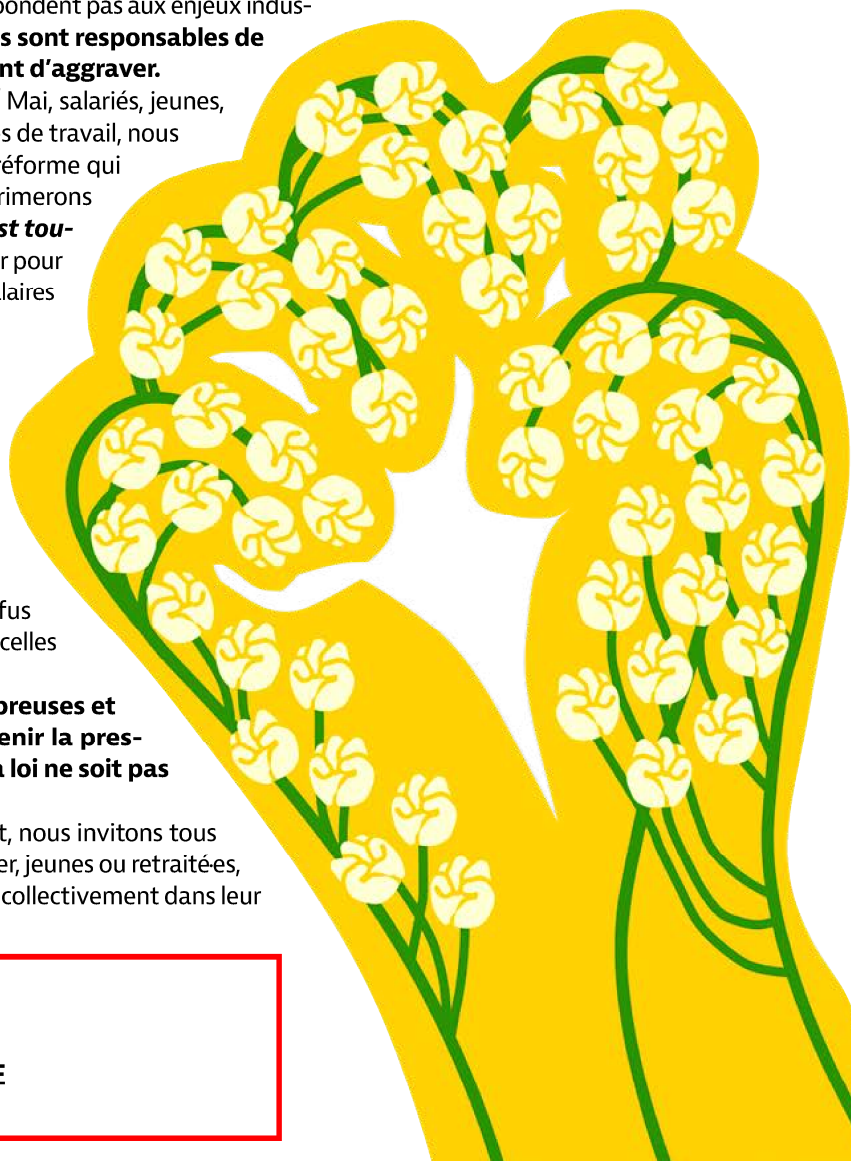 pondent pas aux enjeux indus-
s sont responsables de
nt d’aggraver.
Mai, salariés, jeunes,
s de travail, nous
réforme qui
rimerons
st tou-
r pour
laires
fus
celles
breuses et
enir la pres-
a loi ne soit pas
t, nous invitons tous
er, jeunes ou retraité·es,
collectivement dans leur
E